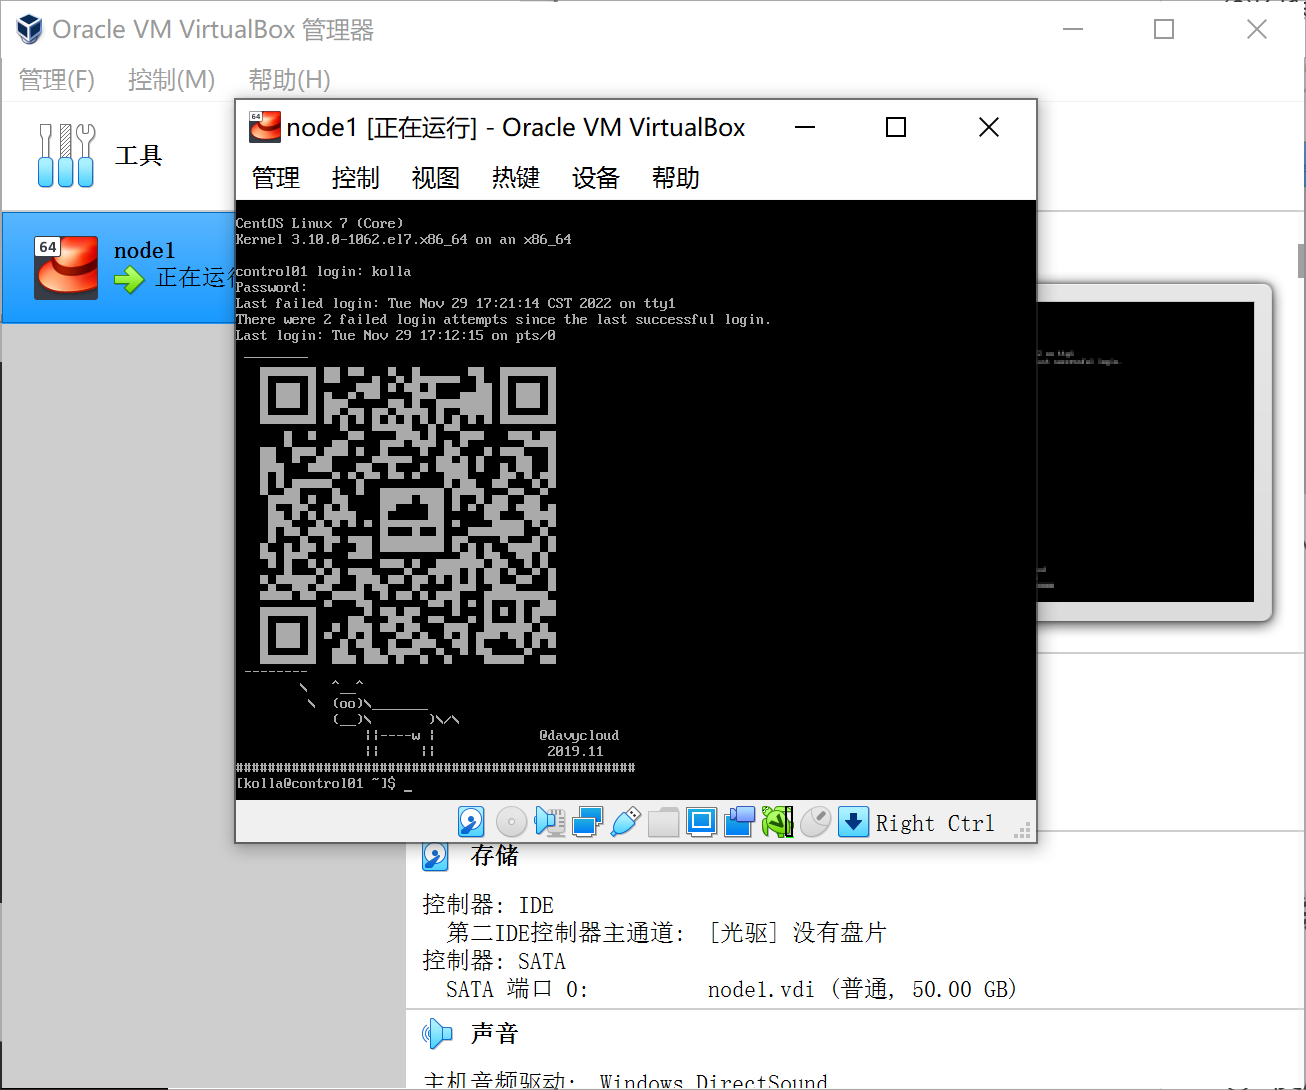 Oracle VM VirtualBox 管理器
管理(F) 控制(M) 帮助(H)
工具
64 node1
正在运行
64 node1 [正在运行] - Oracle VM VirtualBox
管理 控制 视图 热键 设备 帮助
CentOS Linux 7 (Core)
Kernel 3.10.0-1062.el7.x86_64 on an x86_64
control01 login: kolla
Password:
Last failed login: Tue Nov 29 17:21:14 CST 2022 on tty1
There were 2 failed login attempts since the last successful login.
Last login: Tue Nov 29 17:12:15 on pts/0
________
--------
\   ^__^
\  (oo)\_______
(__)\       )\/\
||----w |
@davycloud
||     ||
2019.11
##################################################
[kolla@control01 ~]$ _
Right Ctrl
存储
控制器: IDE
第二IDE控制器主通道: [光驱] 没有盘片
控制器: SATA
SATA 端口 0: node1.vdi (普通, 50.00 GB)
声音
主机音频驱动: Windows DirectSound